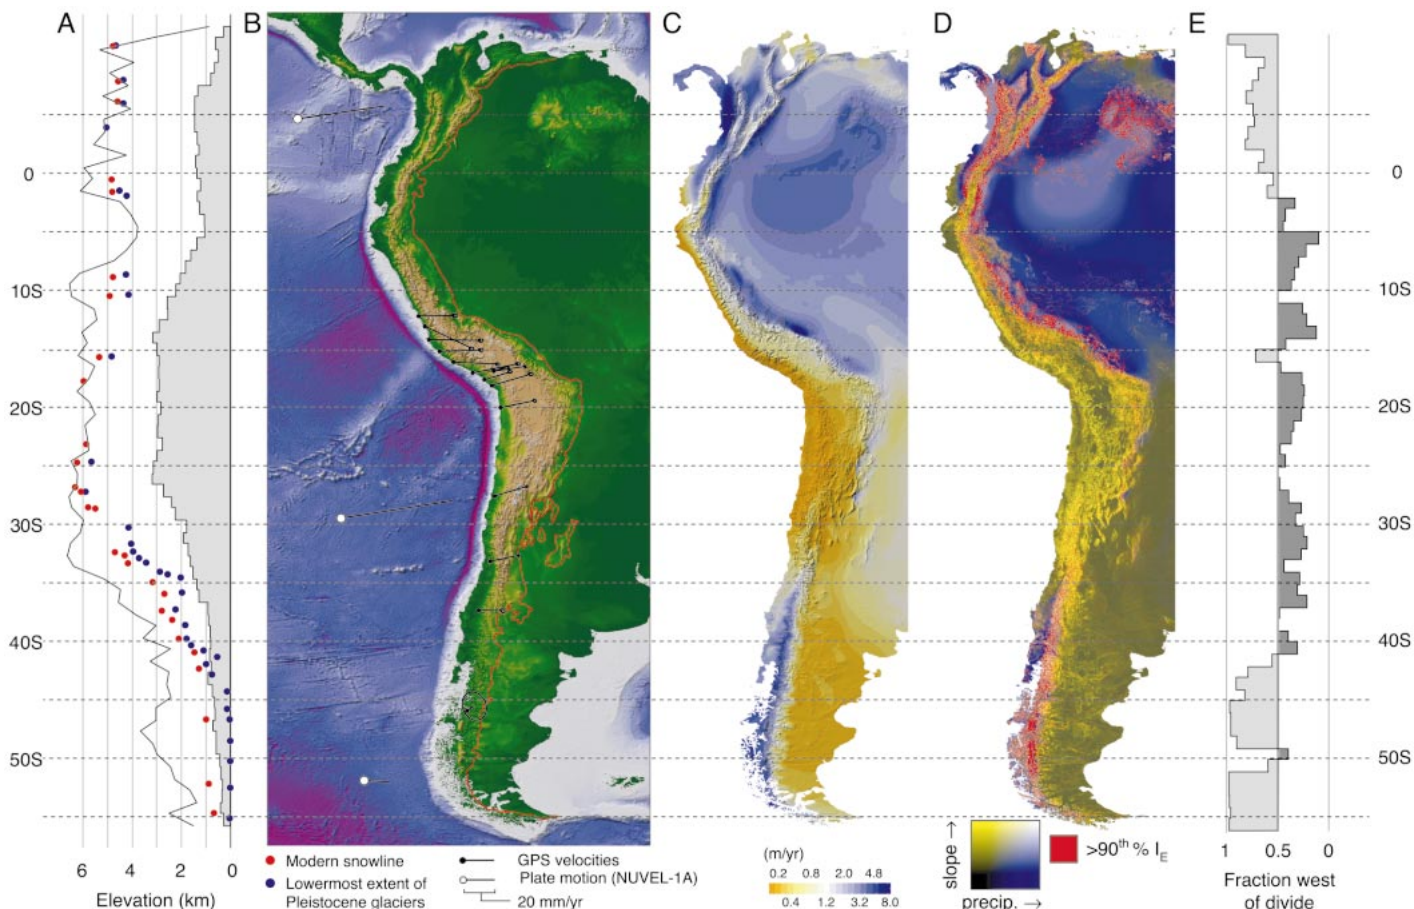 A
B
C
D
E
0
10S
20S
30S
40S
50S
0
10S
20S
30S
40S
50S
6 4 2 0
Elevation (km)
Modern snowline
Lowermost extent of
Pleistocene glaciers
GPS velocities
Plate motion (NUVEL-1A)
20 mm/yr
(m/yr)
0.2 0.8 2.0 4.8
0.4 1.2 3.2 8.0
slope →
precip. →
>90th % IE
1 0.5 0
Fraction west
of divide